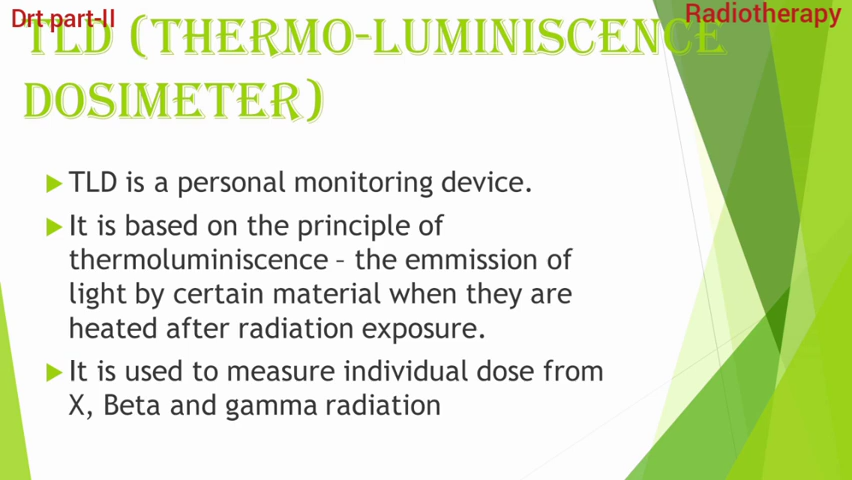 Drt part-II
Radiotherapy
TLD (THERMO-LUMINISCENCE
DOSIMETER)
TLD is a personal monitoring device.
It is based on the principle of
thermoluminiscence – the emmission of
light by certain material when they are
heated after radiation exposure.
It is used to measure individual dose from
X, Beta and gamma radiation